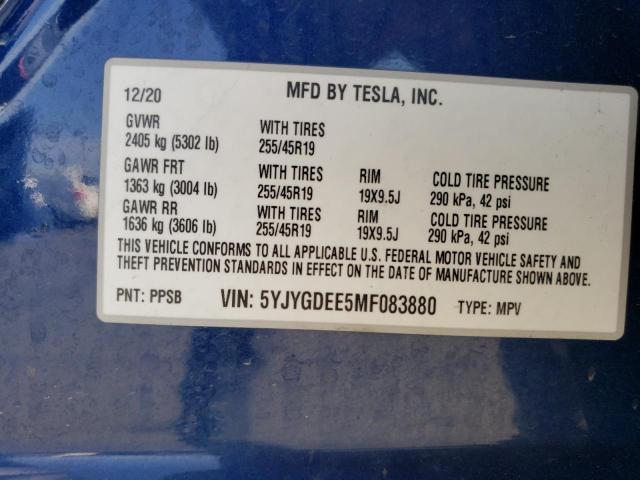 12/20 MFD BY TESLA, INC.
GVWR WITH TIRES
2405 kg (5302 lb) 255/45R19
GAWR FRT WITH TIRES RIM COLD TIRE PRESSURE
1363 kg (3004 lb) 255/45R19 19X9.5J 290 kPa, 42 psi
GAWR RR WITH TIRES RIM COLD TIRE PRESSURE
1636 kg (3606 lb) 255/45R19 19X9.5J 290 kPa, 42 psi
THIS VEHICLE CONFORMS TO ALL APPLICABLE U.S. FEDERAL MOTOR VEHICLE SAFETY AND
THEFT PREVENTION STANDARDS IN EFFECT ON THE DATE OF MANUFACTURE SHOWN ABOVE.
PNT: PPSB VIN: 5YJYGDEE5MF083880 TYPE: MPV